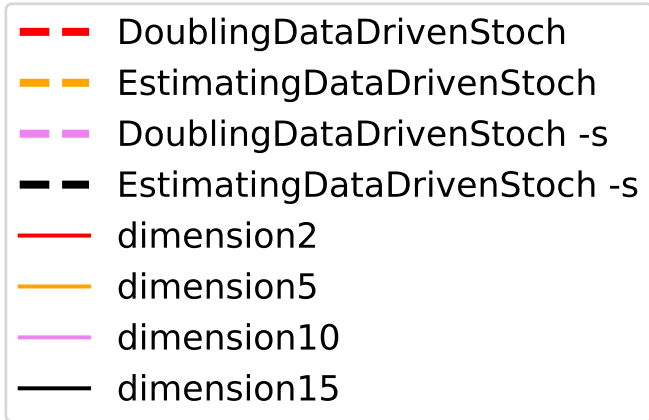 DoublingDataDrivenStoch
EstimatingDataDrivenStoch
DoublingDataDrivenStoch -s
EstimatingDataDrivenStoch -s
dimension2
dimension5
dimension10
dimension15